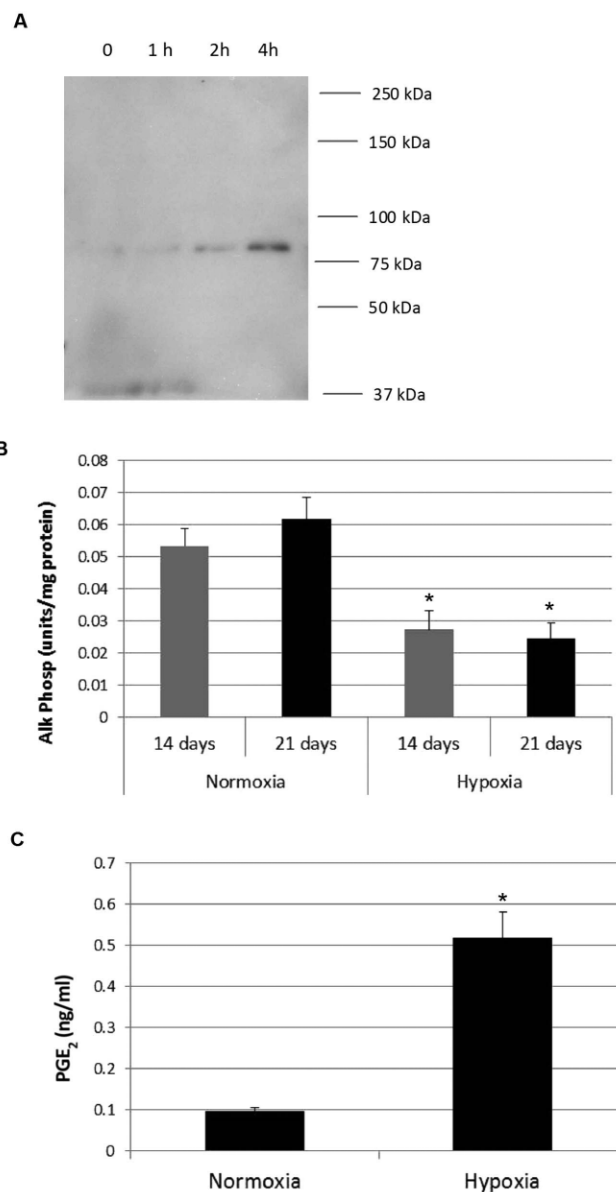 A
0 1 h 2h 4h
250 kDa
150 kDa
100 kDa
75 kDa
50 kDa
37 kDa
B
Alk Phosp (units/mg protein)
0.08
0.07
0.06
0.05
0.04
0.03
0.02
0.01
0
* *
14 days 21 days 14 days 21 days
Normoxia Hypoxia
C
PGE2 (ng/ml)
0.7
0.6
0.5
0.4
0.3
0.2
0.1
0
*
Normoxia Hypoxia